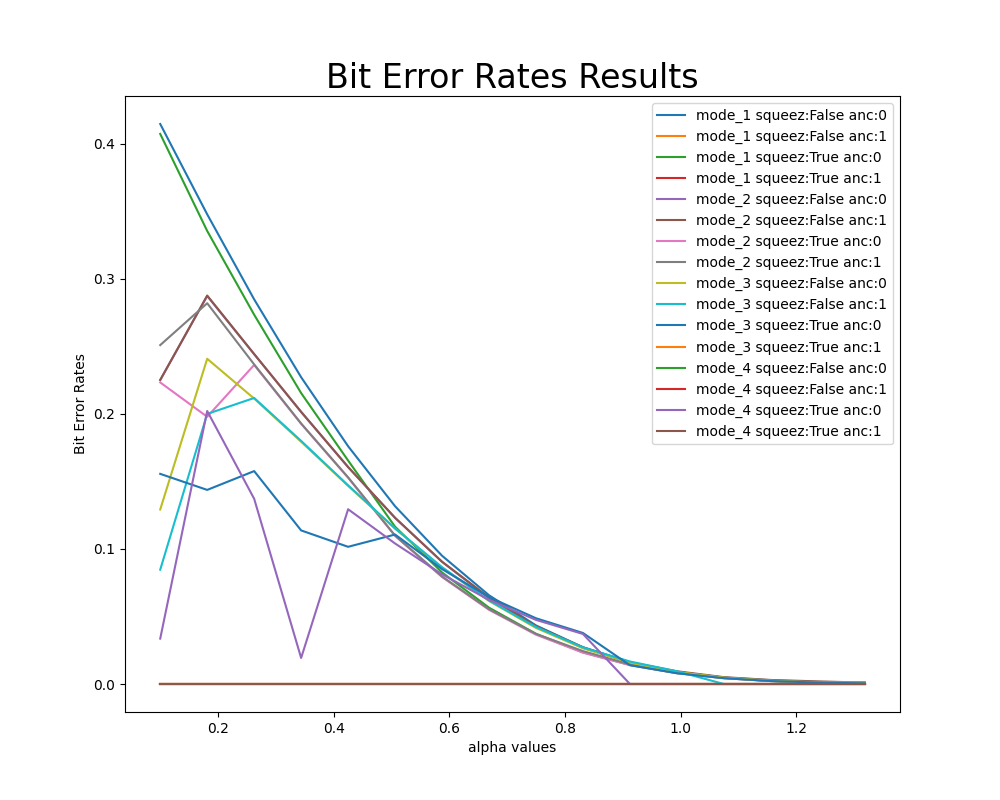 Bit Error Rates Results
mode_1 squeez:False anc:0
mode_1 squeez:False anc:1
mode_1 squeez:True anc:0
mode_1 squeez:True anc:1
mode_2 squeez:False anc:0
mode_2 squeez:False anc:1
mode_2 squeez:True anc:0
mode_2 squeez:True anc:1
mode_3 squeez:False anc:0
mode_3 squeez:False anc:1
mode_3 squeez:True anc:0
mode_3 squeez:True anc:1
mode_4 squeez:False anc:0
mode_4 squeez:False anc:1
mode_4 squeez:True anc:0
mode_4 squeez:True anc:1
Bit Error Rates
0.4
0.3
0.2
0.1
0.0
0.2 0.4 0.6 0.8 1.0 1.2
alpha values